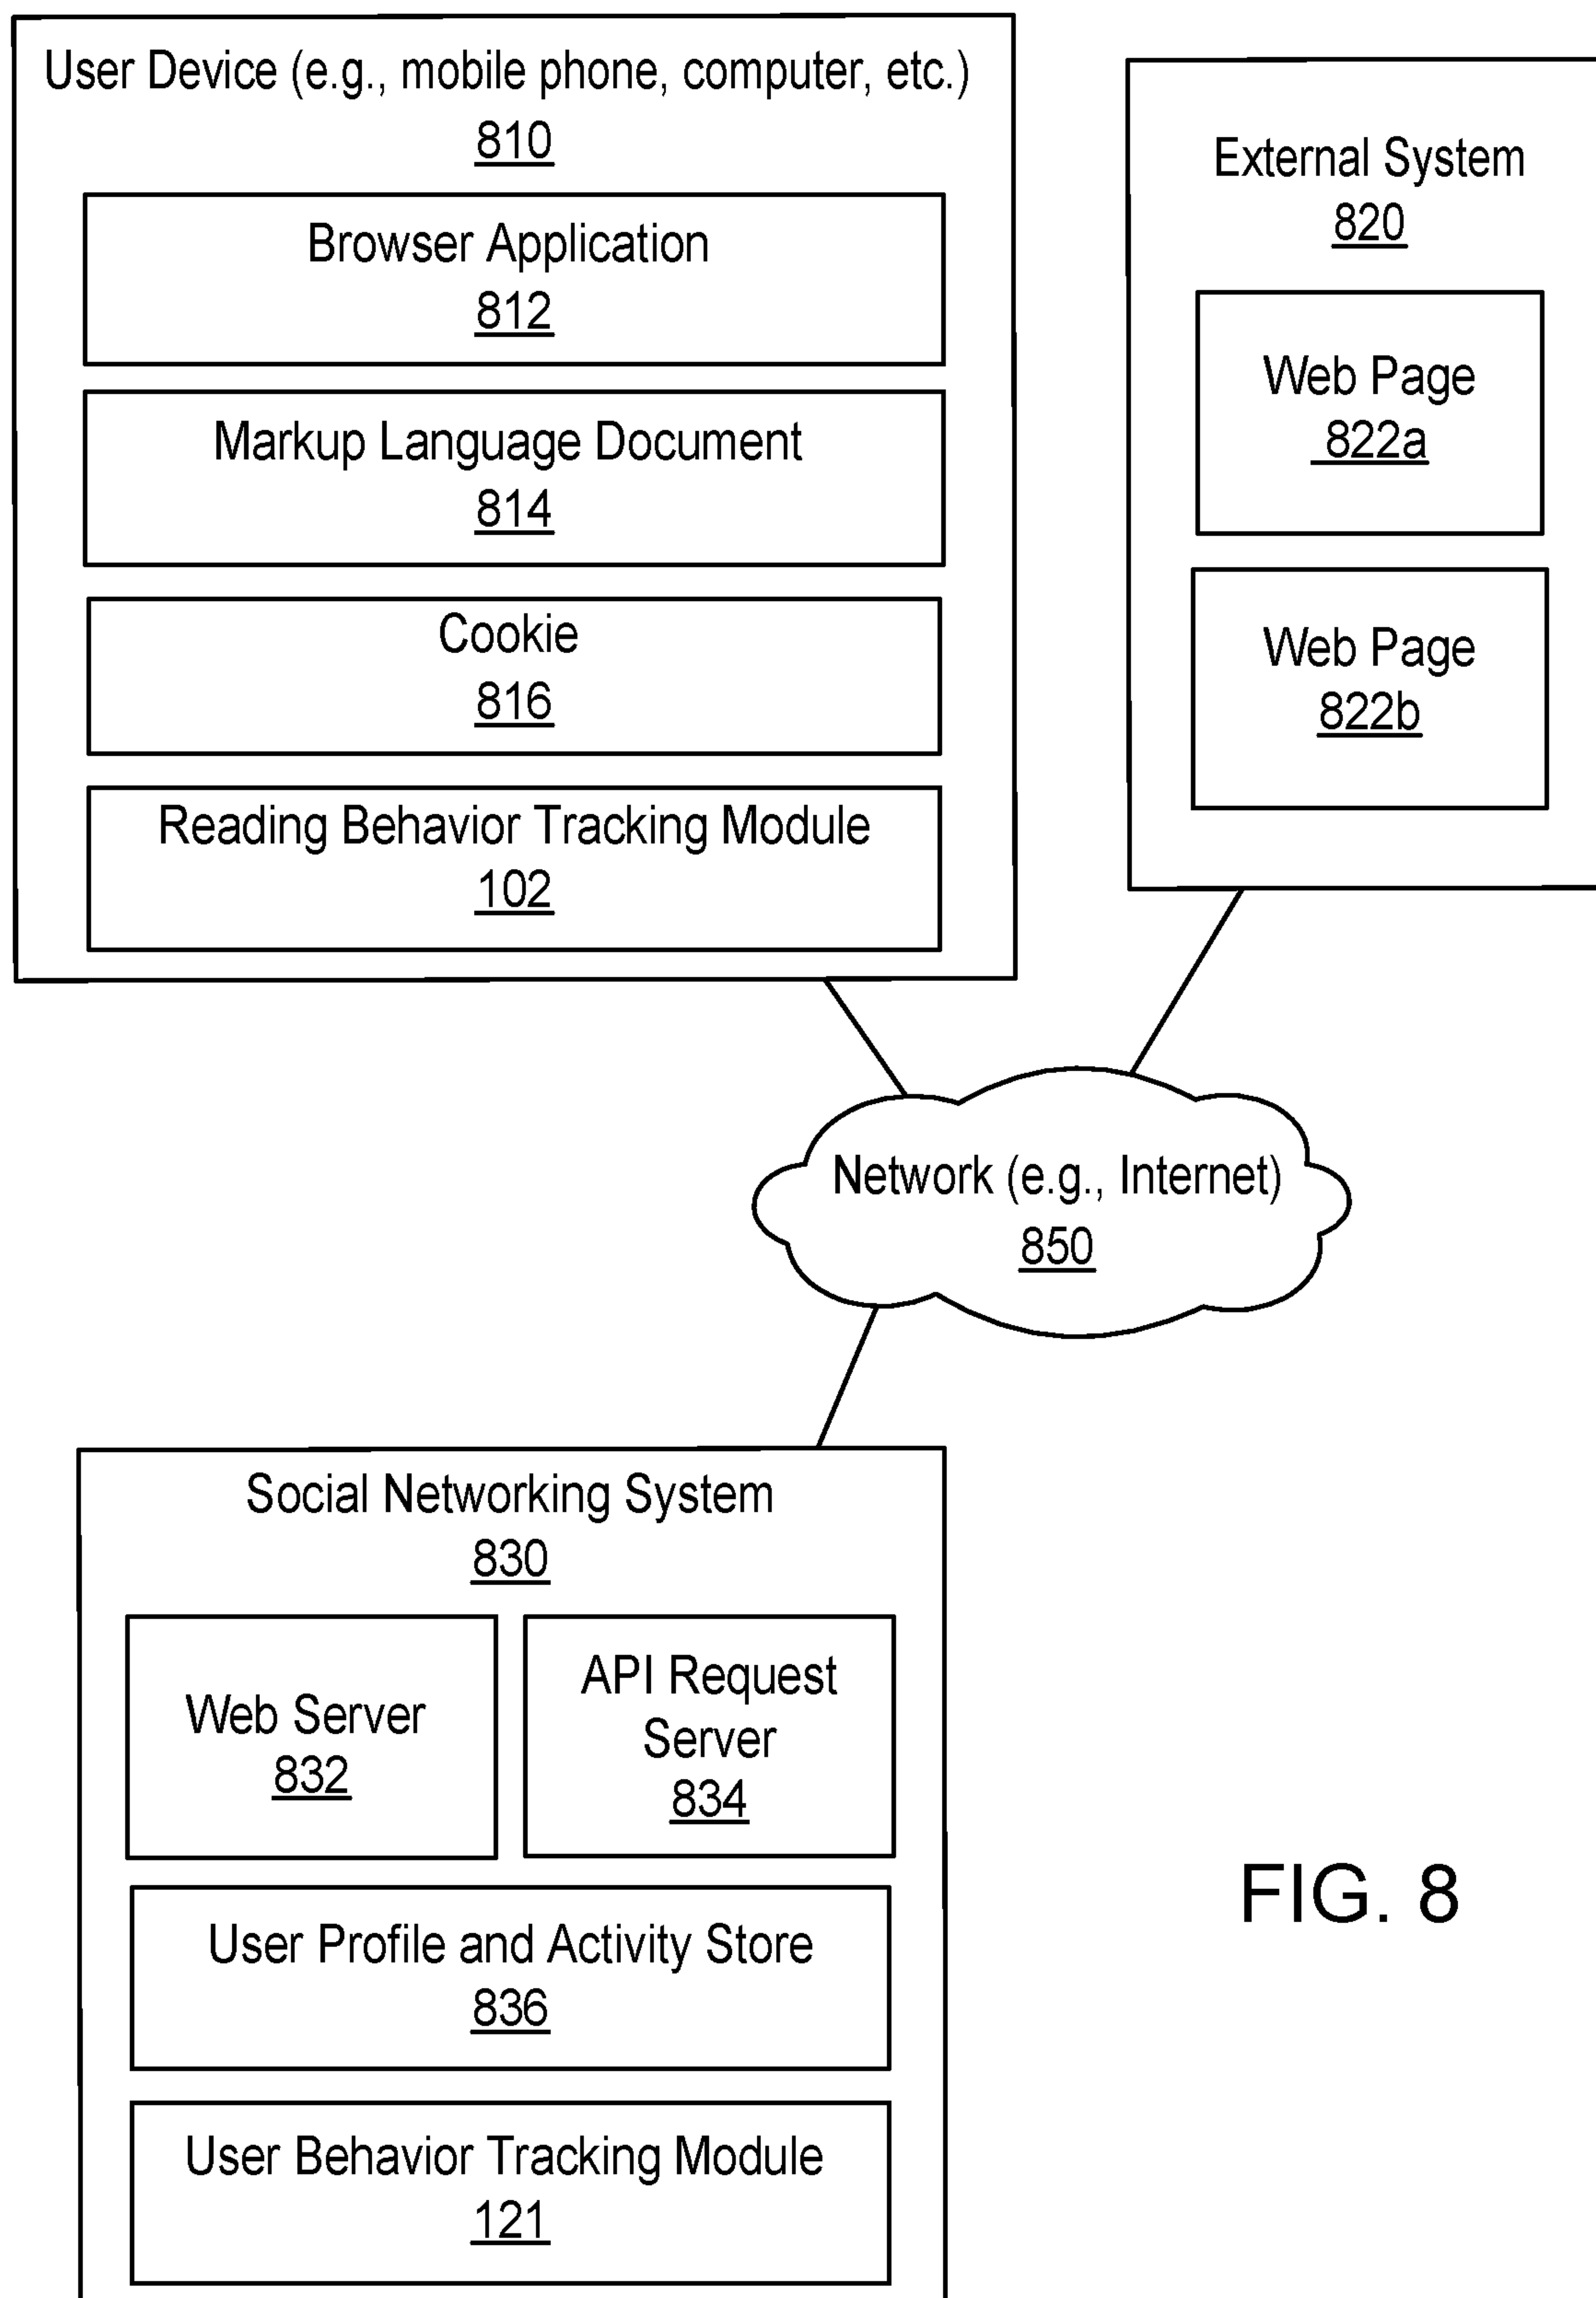 User Device (e.g., mobile phone, computer, etc.)
810
Browser Application
812
Markup Language Document
814
Cookie
816
Reading Behavior Tracking Module
102
External System
820
Web Page
822a
Web Page
822b
Network (e.g., Internet)
850
Social Networking System
830
Web Server
832
API Request
Server
834
User Profile and Activity Store
836
User Behavior Tracking Module
121
FIG. 8